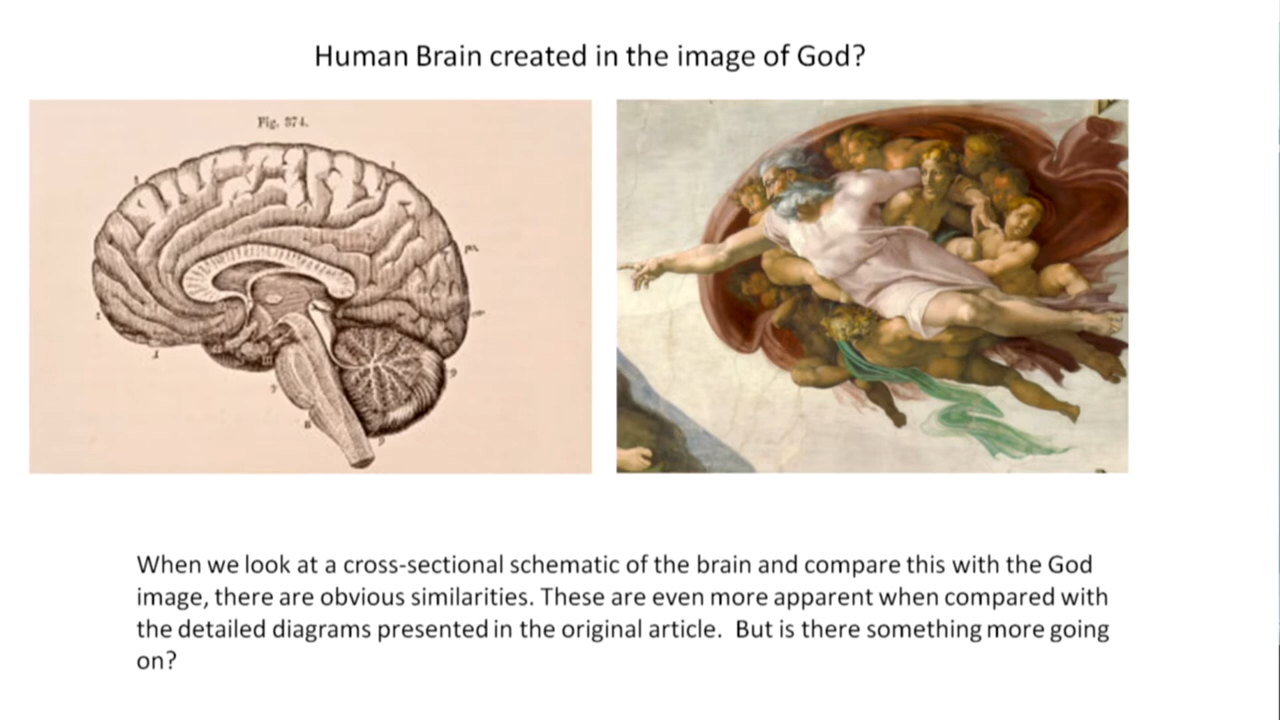 Human Brain created in the image of God?
Fig. 374.
When we look at a cross-sectional schematic of the brain and compare this with the God
image, there are obvious similarities. These are even more apparent when compared with
the detailed diagrams presented in the original article.  But is there something more going
on?